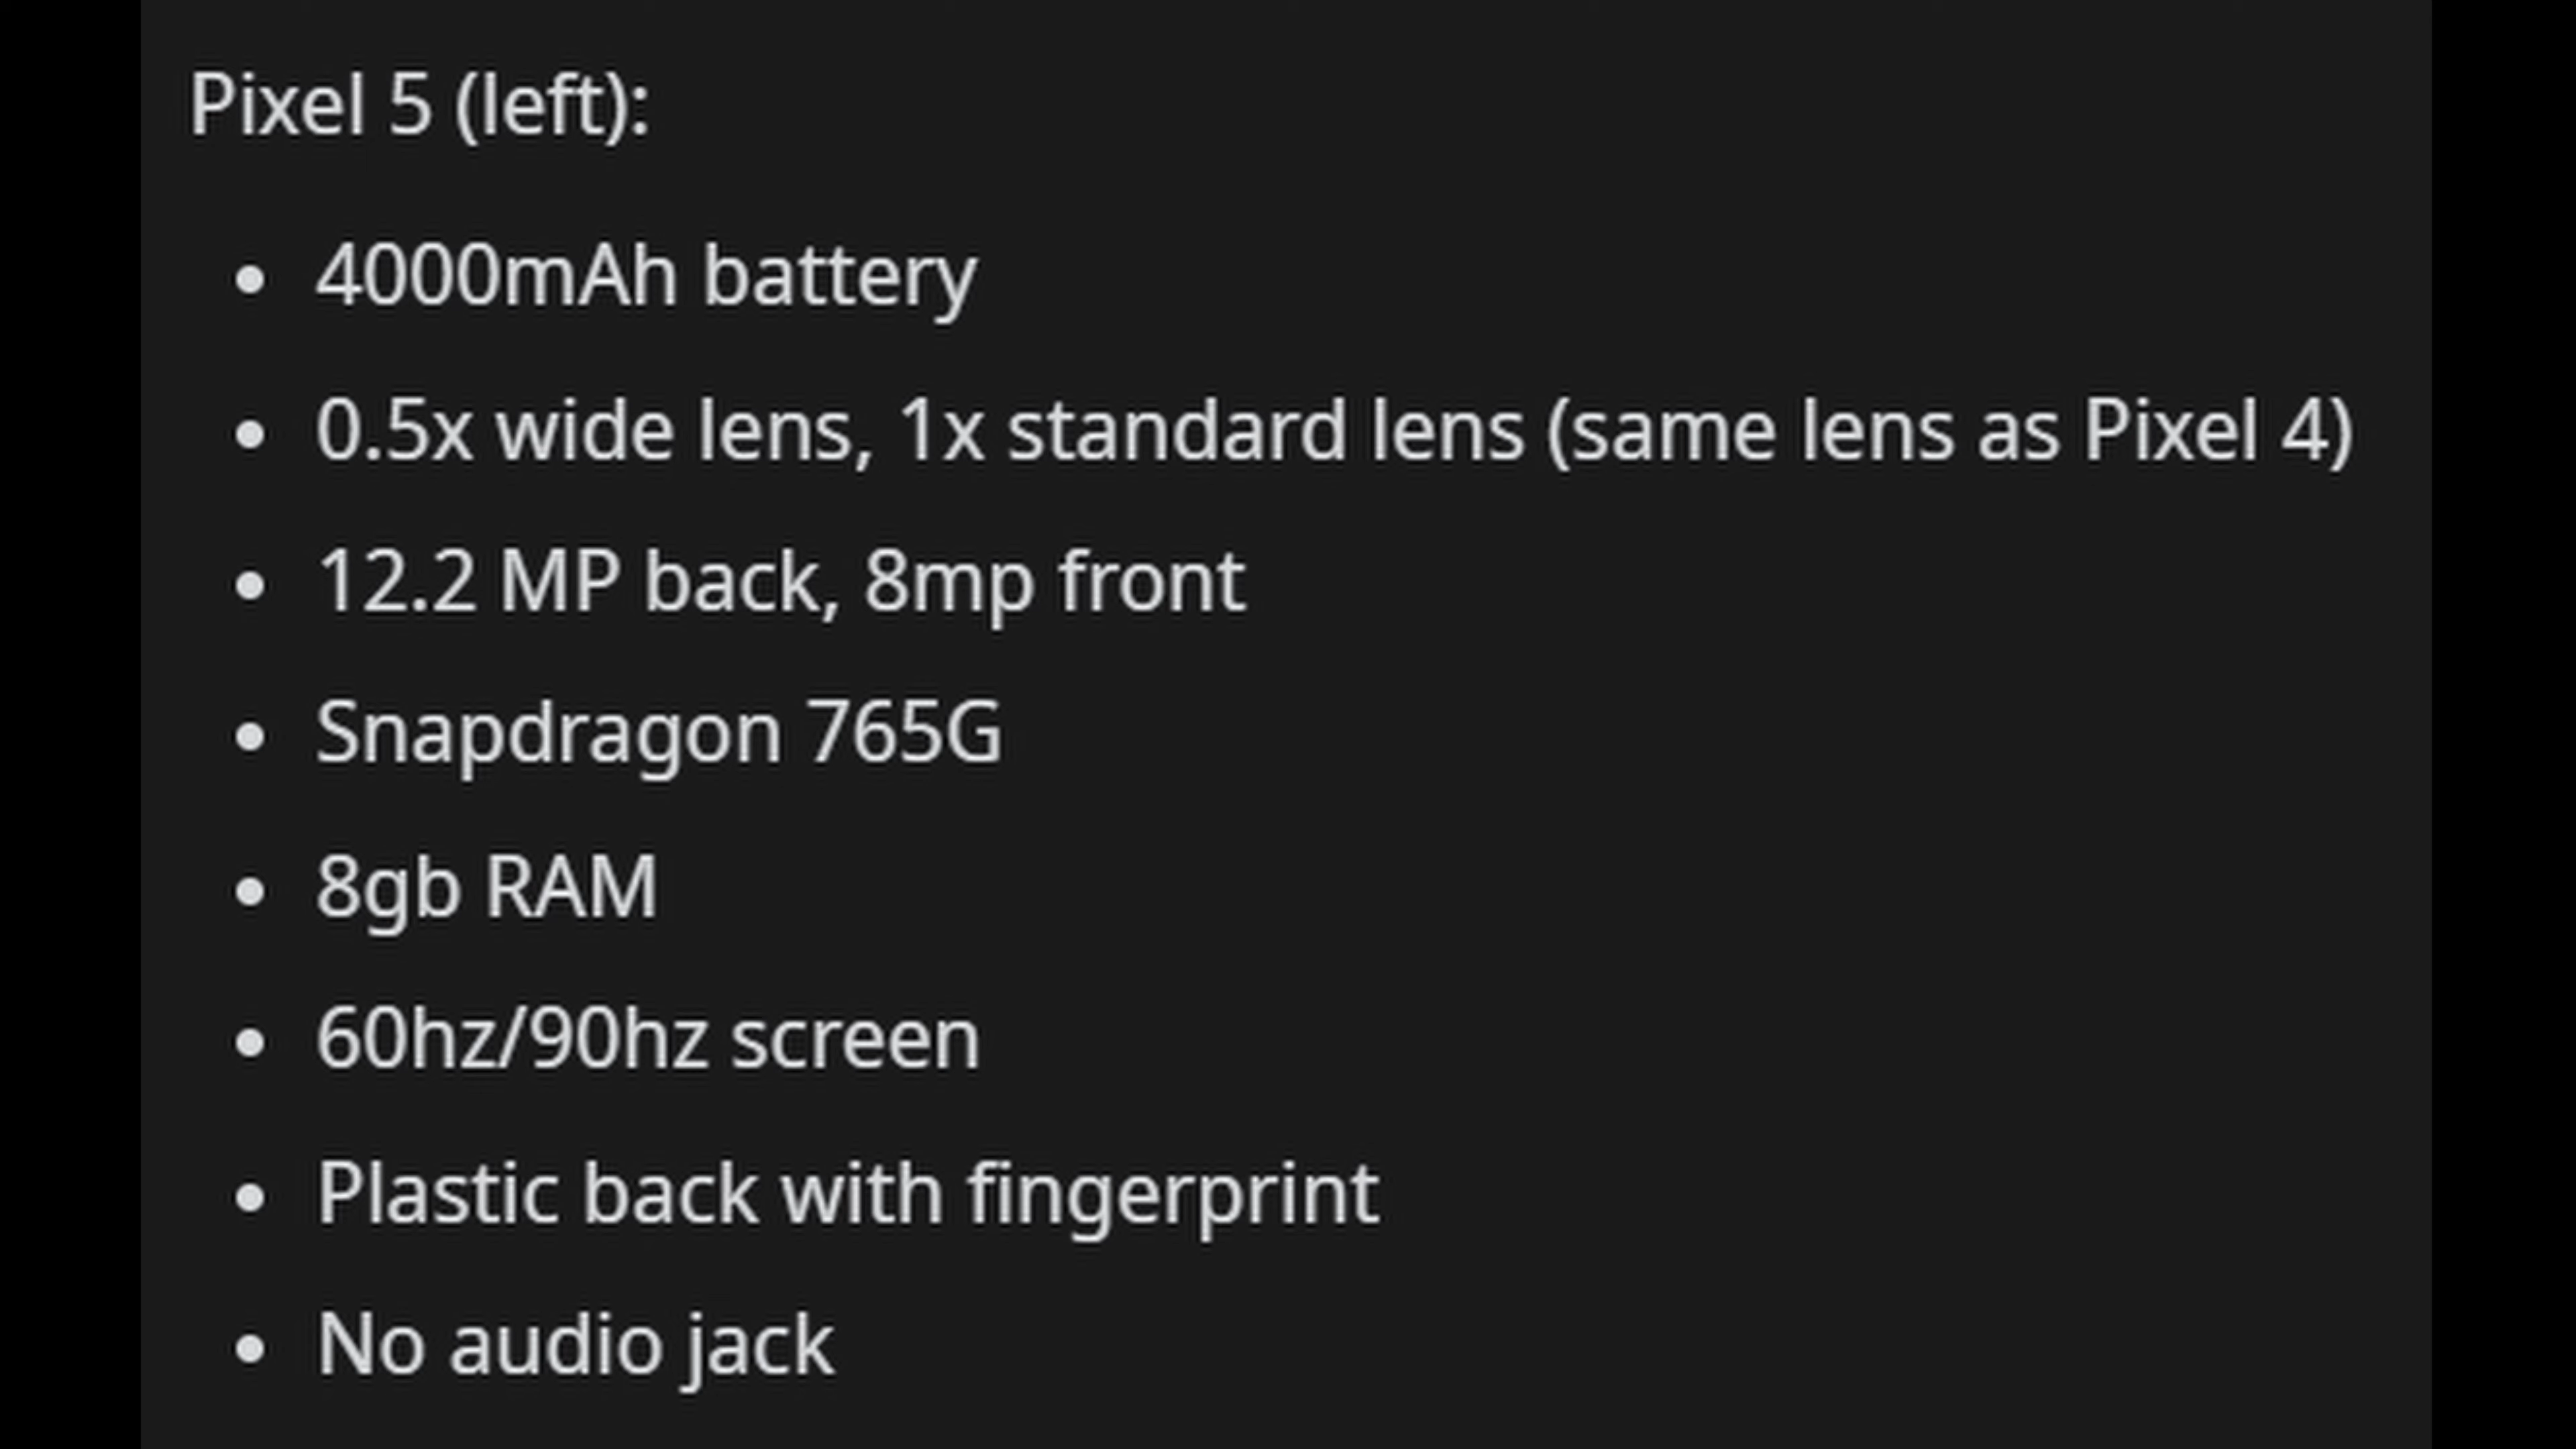 Pixel 5 (left):
• 4000mAh battery
• 0.5x wide lens, 1x standard lens (same lens as Pixel 4)
• 12.2 MP back, 8mp front
• Snapdragon 765G
• 8gb RAM
• 60hz/90hz screen
• Plastic back with fingerprint
• No audio jack